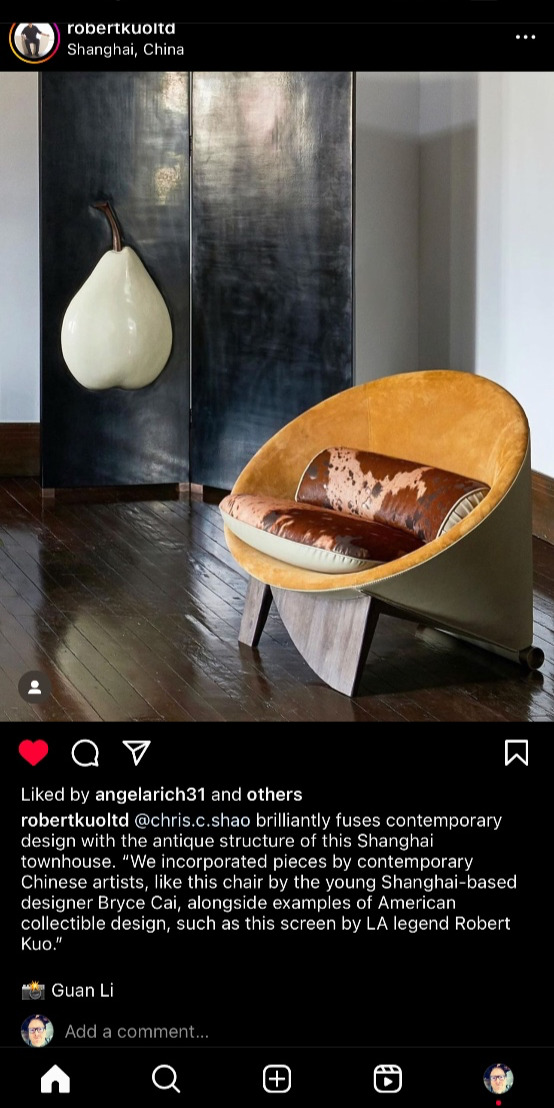 robertkuoltd
Shanghai, China
Liked by angelarich31 and others
robertkuoltd @chris.c.shao brilliantly fuses contemporary
design with the antique structure of this Shanghai
townhouse. “We incorporated pieces by contemporary
Chinese artists, like this chair by the young Shanghai-based
designer Bryce Cai, alongside examples of American
collectible design, such as this screen by LA legend Robert
Kuo.”
📸 Guan Li
Add a comment...